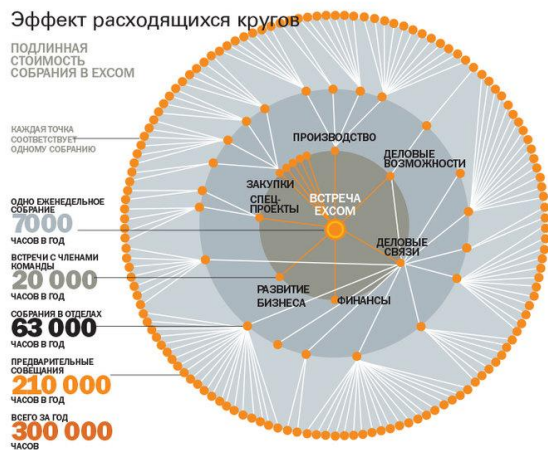 Эффект расходящихся кругов
ПОДЛИННАЯ
СТОИМОСТЬ
СОБРАНИЯ В EXCOM
КАЖДАЯ ТОЧКА
СООТВЕТСТВУЕТ
ОДНОМУ СОБРАНИЮ
ОДНО ЕЖЕНЕДЕЛЬНОЕ
СОБРАНИЕ
7000
ЧАСОВ В ГОД
ВСТРЕЧИ С ЧЛЕНАМИ
КОМАНДЫ
20 000
ЧАСОВ В ГОД
СОБРАНИЯ В ОТДЕЛАХ
63 000
ЧАСОВ В ГОД
ПРЕДВАРИТЕЛЬНЫЕ
СОВЕЩАНИЯ
210 000
ЧАСОВ В ГОД
ВСЕГО ЗА ГОД
300 000
ЧАСОВ
ПРОИЗВОДСТВО
ДЕЛОВЫЕ
ВОЗМОЖНОСТИ
ЗАКУПКИ
СПЕЦ-
ПРОЕКТЫ
ВСТРЕЧА
EXCOM
ДЕЛОВЫЕ
СВЯЗИ
РАЗВИТИЕ
БИЗНЕСА
ФИНАНСЫ